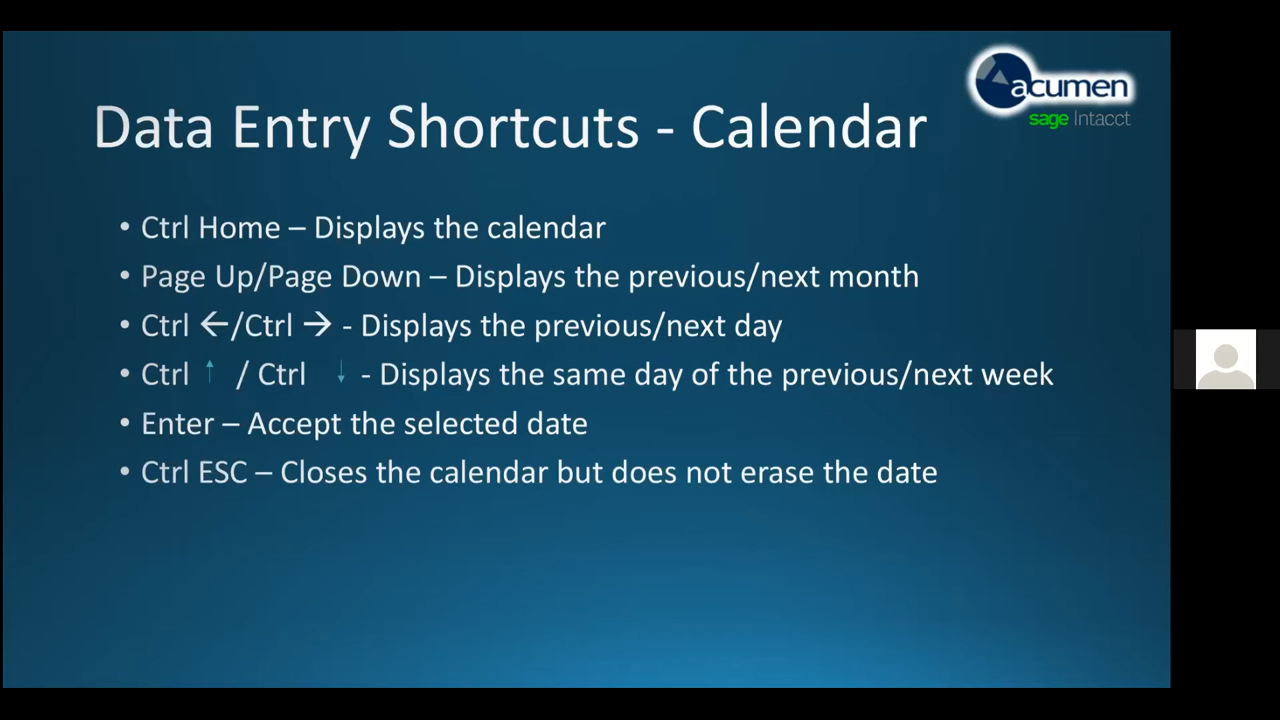 acumen
sage Intacct
Data Entry Shortcuts - Calendar
• Ctrl Home – Displays the calendar
• Page Up/Page Down – Displays the previous/next month
• Ctrl ←/Ctrl → - Displays the previous/next day
• Ctrl ↑ / Ctrl ↓ - Displays the same day of the previous/next week
• Enter – Accept the selected date
• Ctrl ESC – Closes the calendar but does not erase the date